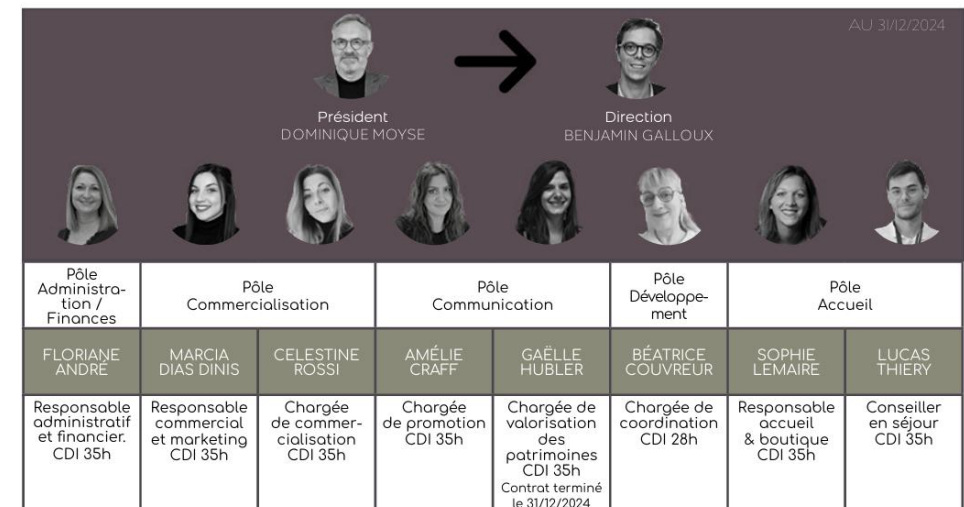 AU 31/12/2024
Président
DOMINIQUE MOYSE
Direction
BENJAMIN GALLOUX
Pôle
Administra-
tion /
Finances
Pôle
Commercialisation
Pôle
Communication
Pôle
Développe-
ment
Pôle
Accueil
FLORIANE
ANDRÉ
MARCIA
DIAS DINIS
CELESTINE
ROSSI
AMÉLIE
CRAFF
GAËLLE
HUBLER
BÉATRICE
COUVREUR
SOPHIE
LEMAIRE
LUCAS
THIERY
Responsable
administratif
et financier.
CDI 35h
Responsable
commercial
et marketing
CDI 35h
Chargée
de commer-
cialisation
CDI 35h
Chargée
de promotion
CDI 35h
Chargée de
valorisation
des
patrimoines
CDI 35h
Contrat terminé
le 31/12/2024
Chargée de
coordination
CDI 28h
Responsable
accueil
& boutique
CDI 35h
Conseiller
en séjour
CDI 35h